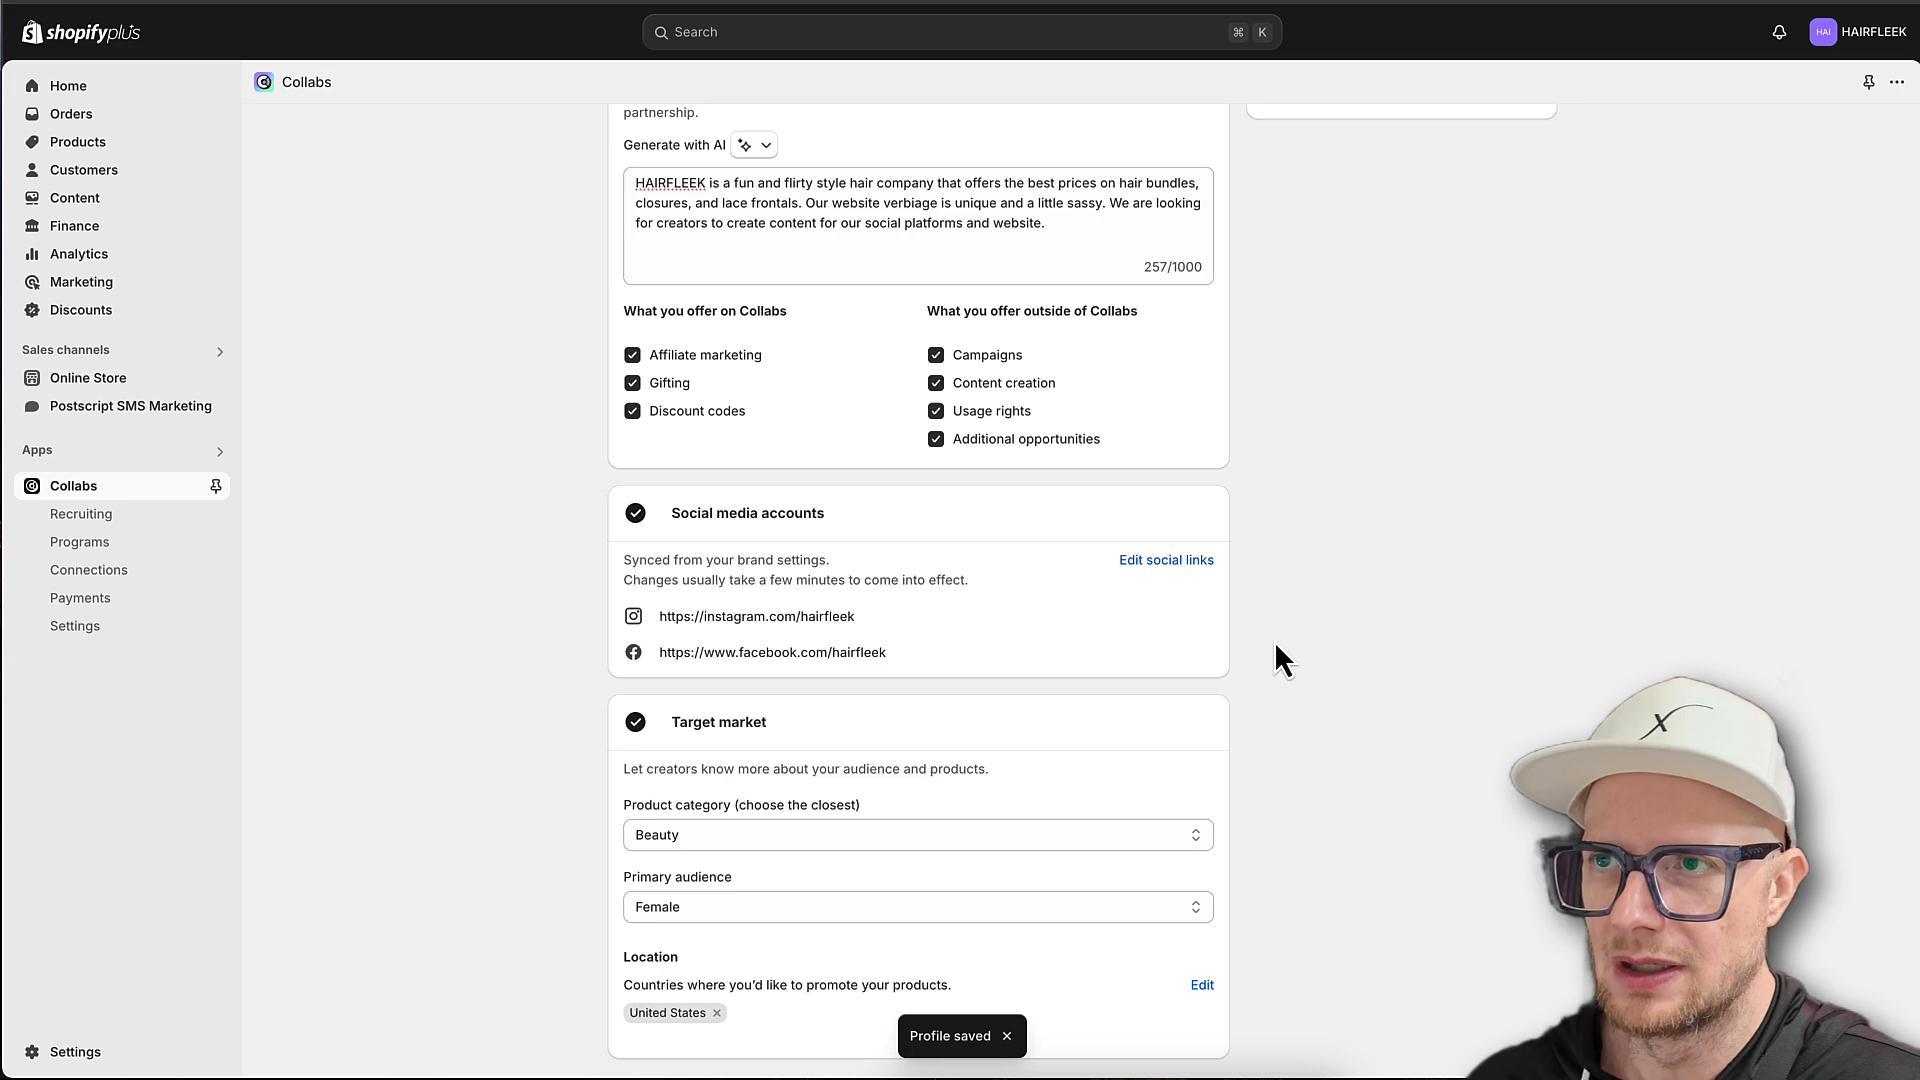 shopifyplus
Search
⌘ K
HAI HAIRFLEEK
Home
Orders
Products
Customers
Content
Finance
Analytics
Marketing
Discounts
Sales channels
Online Store
Postscript SMS Marketing
Apps
Collabs
Recruiting
Programs
Connections
Payments
Settings
Settings
Collabs
partnership.
Generate with AI
HAIRFLEEK is a fun and flirty style hair company that offers the best prices on hair bundles,
closures, and lace frontals. Our website verbiage is unique and a little sassy. We are looking
for creators to create content for our social platforms and website.
257/1000
What you offer on Collabs
Affiliate marketing
Gifting
Discount codes
What you offer outside of Collabs
Campaigns
Content creation
Usage rights
Additional opportunities
Social media accounts
Synced from your brand settings.
Changes usually take a few minutes to come into effect.
Edit social links
https://instagram.com/hairfleek
https://www.facebook.com/hairfleek
Target market
Let creators know more about your audience and products.
Product category (choose the closest)
Beauty
Primary audience
Female
Location
Countries where you’d like to promote your products.
Edit
United States
Profile saved
X